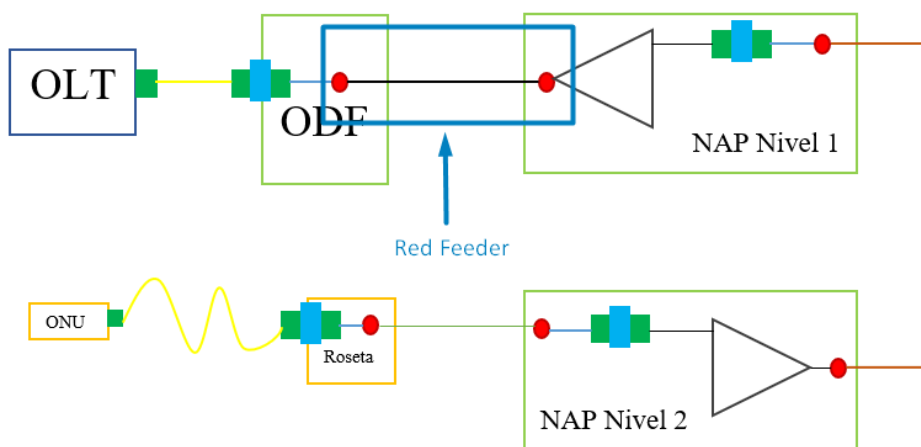 OLT
ODF
NAP Nivel 1
Red Feeder
ONU
Roseta
NAP Nivel 2